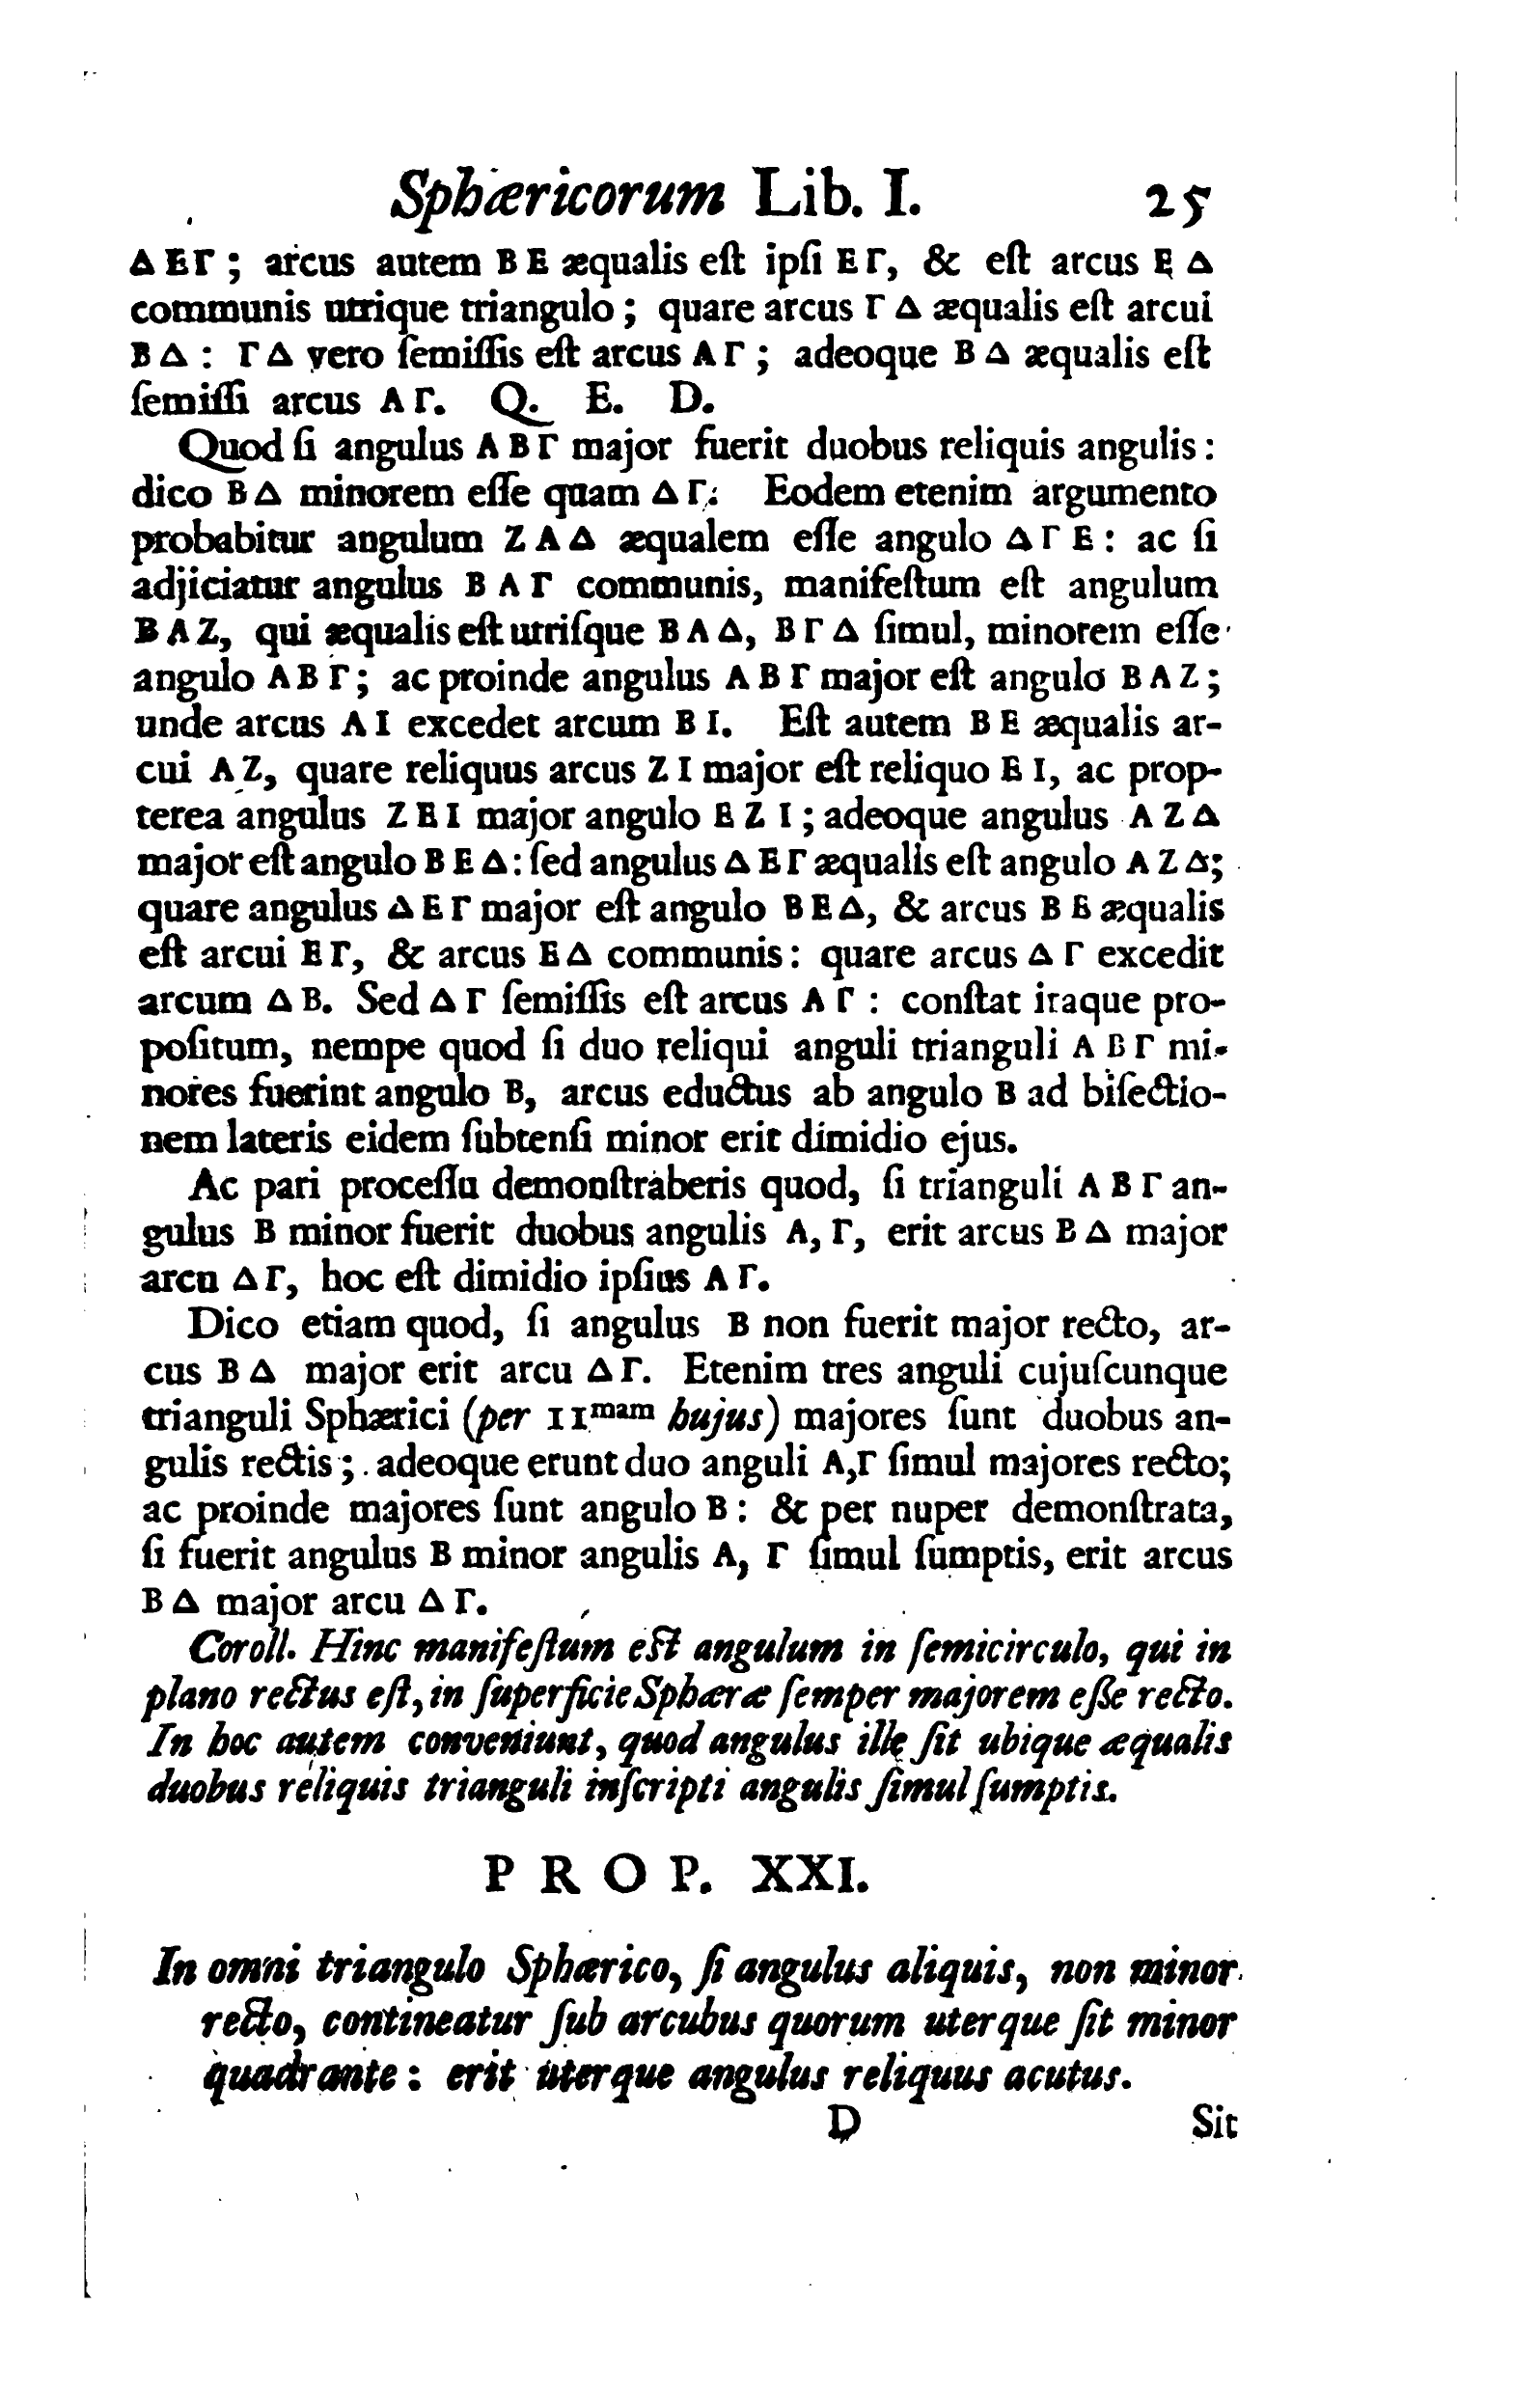 Sphæricorum Lib. I. 25
Δ Ε Γ ; arcus autem Β Ε æqualis eſt ipſi Ε Γ, & eſt arcus Ε Δ
communis utrique triangulo ; quare arcus Γ Δ æqualis eſt arcui
Β Δ : Γ Δ vero ſemiſſis eſt arcus Α Γ ; adeoque Β Δ æqualis eſt
ſemiſſi arcus Α Γ. Q. E. D.
Quod ſi angulus Α Β Γ major fuerit duobus reliquis angulis :
dico Β Δ minorem eſſe quam Δ Γ. Eodem etenim argumento
probabitur angulum Ζ Α Δ æqualem eſſe angulo Δ Γ Ε : ac ſi
adjiciatur angulus Β Α Γ communis, manifeſtum eſt angulum
Β Α Ζ, qui æqualis eſt utriſque Β Α Δ, Β Γ Δ ſimul, minorem eſſe
angulo Α Β Γ ; ac proinde angulus Α Β Γ major eſt angulo Β Α Ζ ;
unde arcus Α Ι excedet arcum Β Ι. Eſt autem Β Ε æqualis ar-
cui Α Ζ, quare reliquus arcus Ζ Ι major eſt reliquo Ε Ι, ac prop-
terea angulus Ζ Ε Ι major angulo Ε Ζ Ι ; adeoque angulus Α Ζ Δ
major eſt angulo Β Ε Δ : ſed angulus Δ Ε Γ æqualis eſt angulo Α Ζ Δ;
quare angulus Δ Ε Γ major eſt angulo Β Ε Δ, & arcus Β Ε æqualis
eſt arcui Ε Γ, & arcus Ε Δ communis : quare arcus Δ Γ excedit
arcum Δ Β. Sed Δ Γ ſemiſſis eſt arcus Α Γ : conſtat itaque pro-
poſitum, nempe quod ſi duo reliqui anguli trianguli Α Β Γ mi-
nores fuerint angulo Β, arcus eductus ab angulo Β ad biſectio-
nem lateris eidem ſubtenſi minor erit dimidio ejus.
Ac pari proceſſu demonſtraberis quod, ſi trianguli Α Β Γ an-
gulus Β minor fuerit duobus angulis Α, Γ, erit arcus Β Δ major
arcu Δ Γ, hoc eſt dimidio ipſius Α Γ.
Dico etiam quod, ſi angulus Β non fuerit major recto, ar-
cus Β Δ major erit arcu Δ Γ. Etenim tres anguli cujuſcunque
trianguli Sphærici (per 11mam hujus) majores ſunt duobus an-
gulis rectis ; adeoque erunt duo anguli Α,Γ ſimul majores recto;
ac proinde majores ſunt angulo Β : & per nuper demonſtrata,
ſi fuerit angulus Β minor angulis Α, Γ ſimul ſumptis, erit arcus
Β Δ major arcu Δ Γ.
Coroll. Hinc manifeſtum eſt angulum in ſemicirculo, qui in
plano rectus eſt, in ſuperficie Sphæræ ſemper majorem eſſe recto.
In hoc autem conveniunt, quod angulus ille ſit ubique æqualis
duobus reliquis trianguli inſcripti angulis ſimul ſumptis.
PROP. XXI.
In omni triangulo Sphærico, ſi angulus aliquis, non minor
recto, contineatur ſub arcubus quorum uterque ſit minor
quadrante : erit uterque angulus reliquus acutus.
D Sit